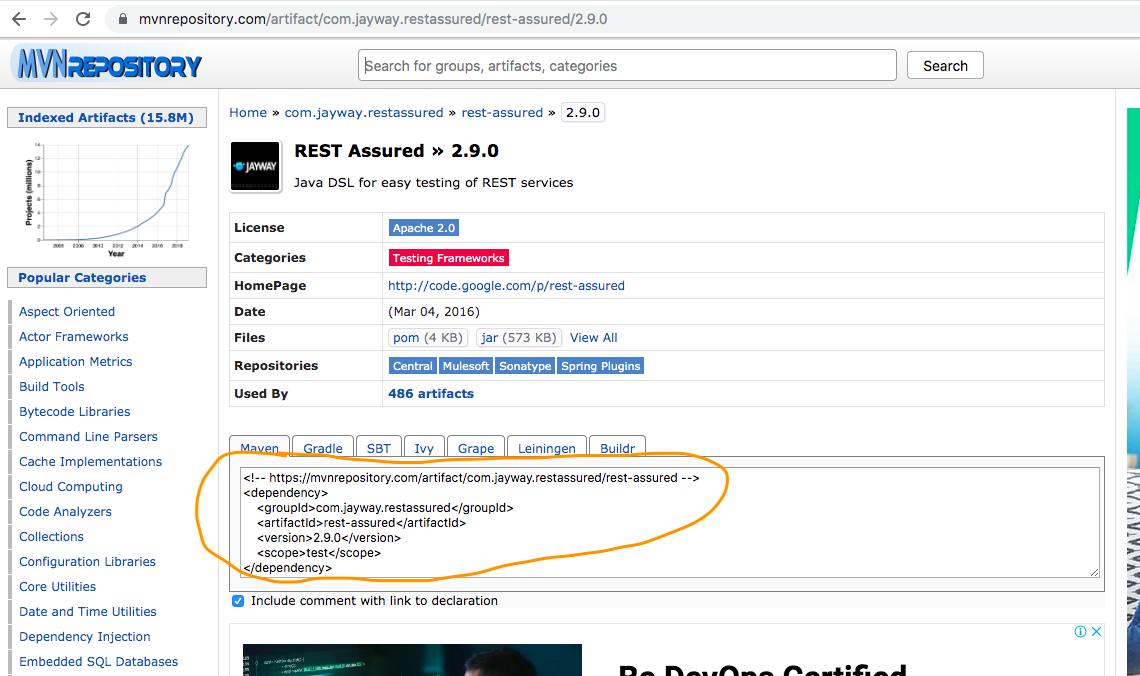 mvnrepository.com/artifact/com.jayway.restassured/rest-assured/2.9.0
MVNREPOSITORY
Search for groups, artifacts, categories
Search
Indexed Artifacts (15.8M)
Projects (millions)
Year
Popular Categories
Aspect Oriented
Actor Frameworks
Application Metrics
Build Tools
Bytecode Libraries
Command Line Parsers
Cache Implementations
Cloud Computing
Code Analyzers
Collections
Configuration Libraries
Core Utilities
Date and Time Utilities
Dependency Injection
Embedded SQL Databases
Home » com.jayway.restassured » rest-assured » 2.9.0
JAYWAY
REST Assured » 2.9.0
Java DSL for easy testing of REST services
License Apache 2.0
Categories Testing Frameworks
HomePage http://code.google.com/p/rest-assured
Date (Mar 04, 2016)
Files pom (4 KB) jar (573 KB) View All
Repositories Central Mulesoft Sonatype Spring Plugins
Used By 486 artifacts
Maven Gradle SBT Ivy Grape Leiningen Buildr
<!-- https://mvnrepository.com/artifact/com.jayway.restassured/rest-assured -->
<dependency>
    <groupId>com.jayway.restassured</groupId>
    <artifactId>rest-assured</artifactId>
    <version>2.9.0</version>
    <scope>test</scope>
</dependency>
Include comment with link to declaration
Be DevOps Certified